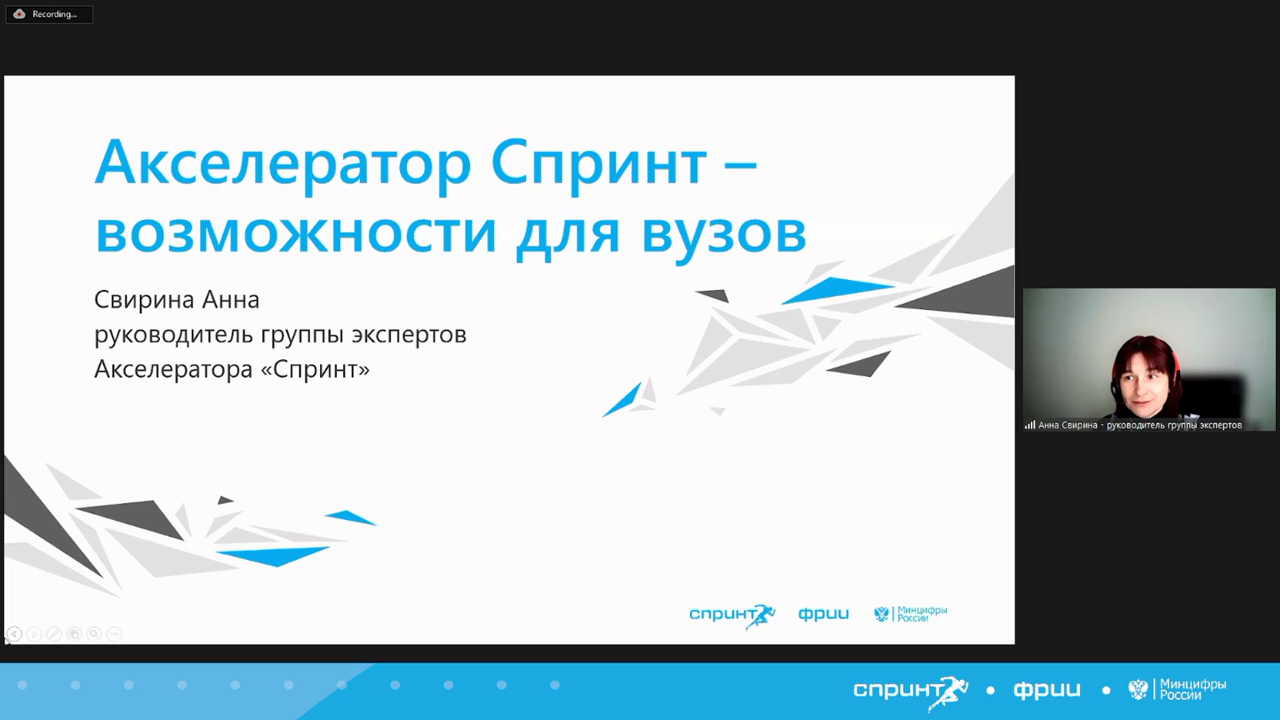 Recording...
Акселератор Спринт –
возможности для вузов
Свирина Анна
руководитель группы экспертов
Акселератора «Спринт»
Анна Свирина - руководитель группы экспертов
спринт фрии Минцифры
России
спринт • фрии • Минцифры
России